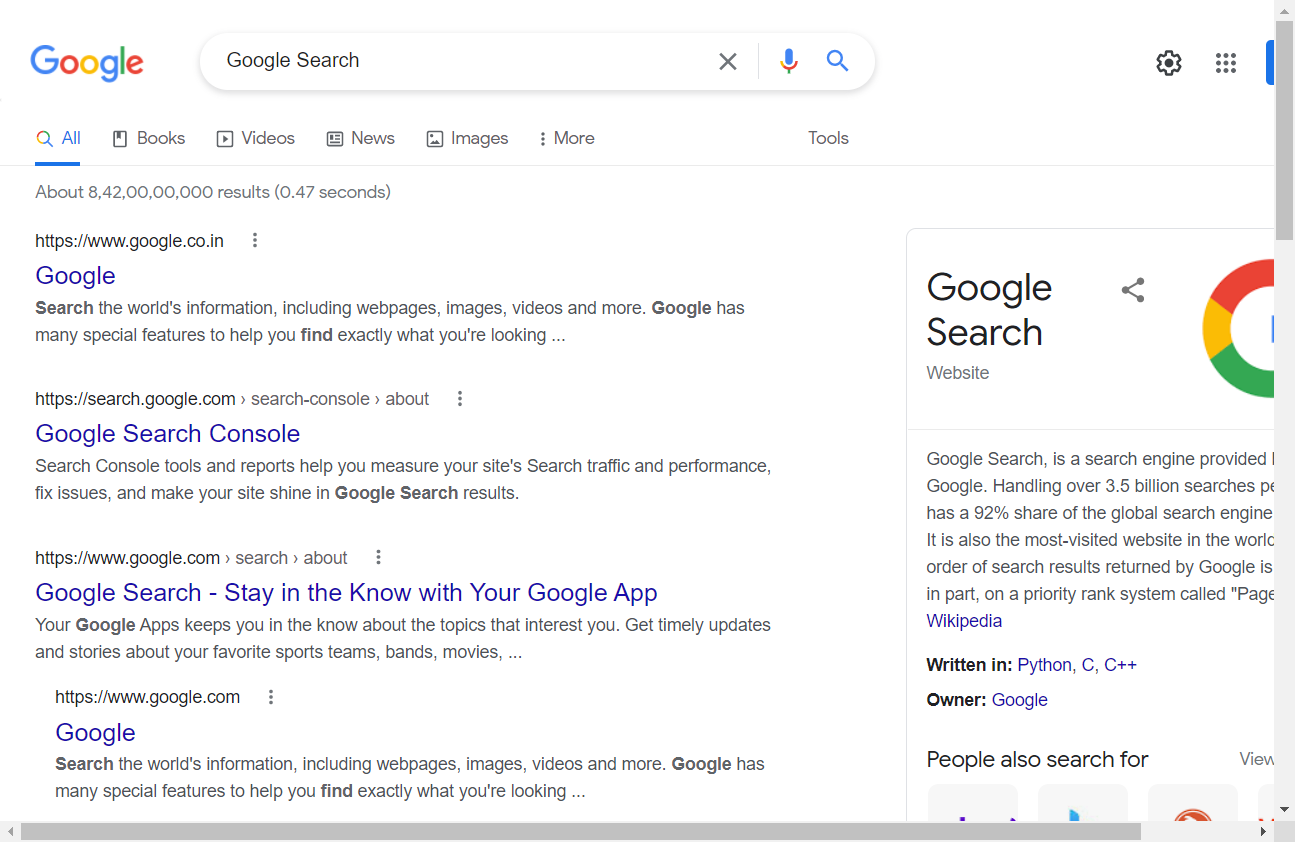 Google
Google Search
All
Books
Videos
News
Images
More
Tools
About 8,42,00,00,000 results (0.47 seconds)
https://www.google.co.in
Google
Search the world's information, including webpages, images, videos and more. Google has
many special features to help you find exactly what you're looking ...
https://search.google.com › search-console › about
Google Search Console
Search Console tools and reports help you measure your site's Search traffic and performance,
fix issues, and make your site shine in Google Search results.
https://www.google.com › search › about
Google Search - Stay in the Know with Your Google App
Your Google Apps keeps you in the know about the topics that interest you. Get timely updates
and stories about your favorite sports teams, bands, movies, ...
https://www.google.com
Google
Search the world's information, including webpages, images, videos and more. Google has
many special features to help you find exactly what you're looking ...
Google
Search
Website
Google Search, is a search engine provided
Google. Handling over 3.5 billion searches
has a 92% share of the global search engine
It is also the most-visited website in the
order of search results returned by Google is
in part, on a priority rank system called "Page
Wikipedia
Written in: Python, C, C++
Owner: Google
People also search for
View